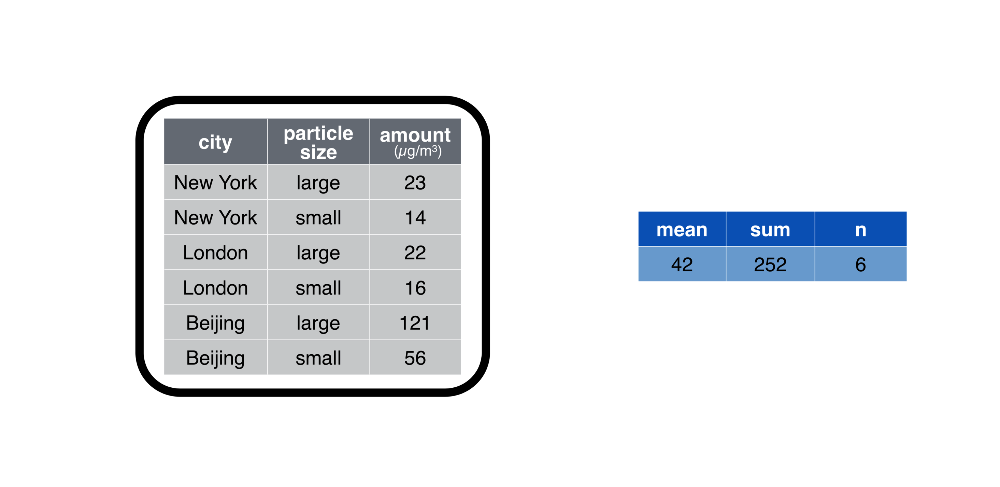 city particle size amount (µg/m³)
New York large 23
New York small 14
London large 22
London small 16
Beijing large 121
Beijing small 56
mean sum n
42 252 6